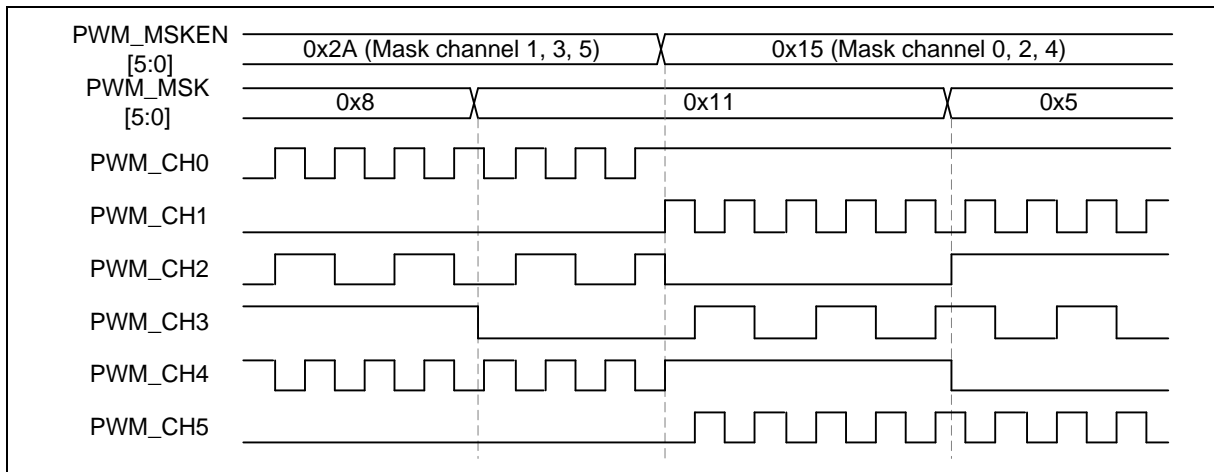 PWM_MSKEN
[5:0]
0x2A (Mask channel 1, 3, 5)
0x15 (Mask channel 0, 2, 4)
PWM_MSK
[5:0]
0x8
0x11
0x5
PWM_CH0
PWM_CH1
PWM_CH2
PWM_CH3
PWM_CH4
PWM_CH5